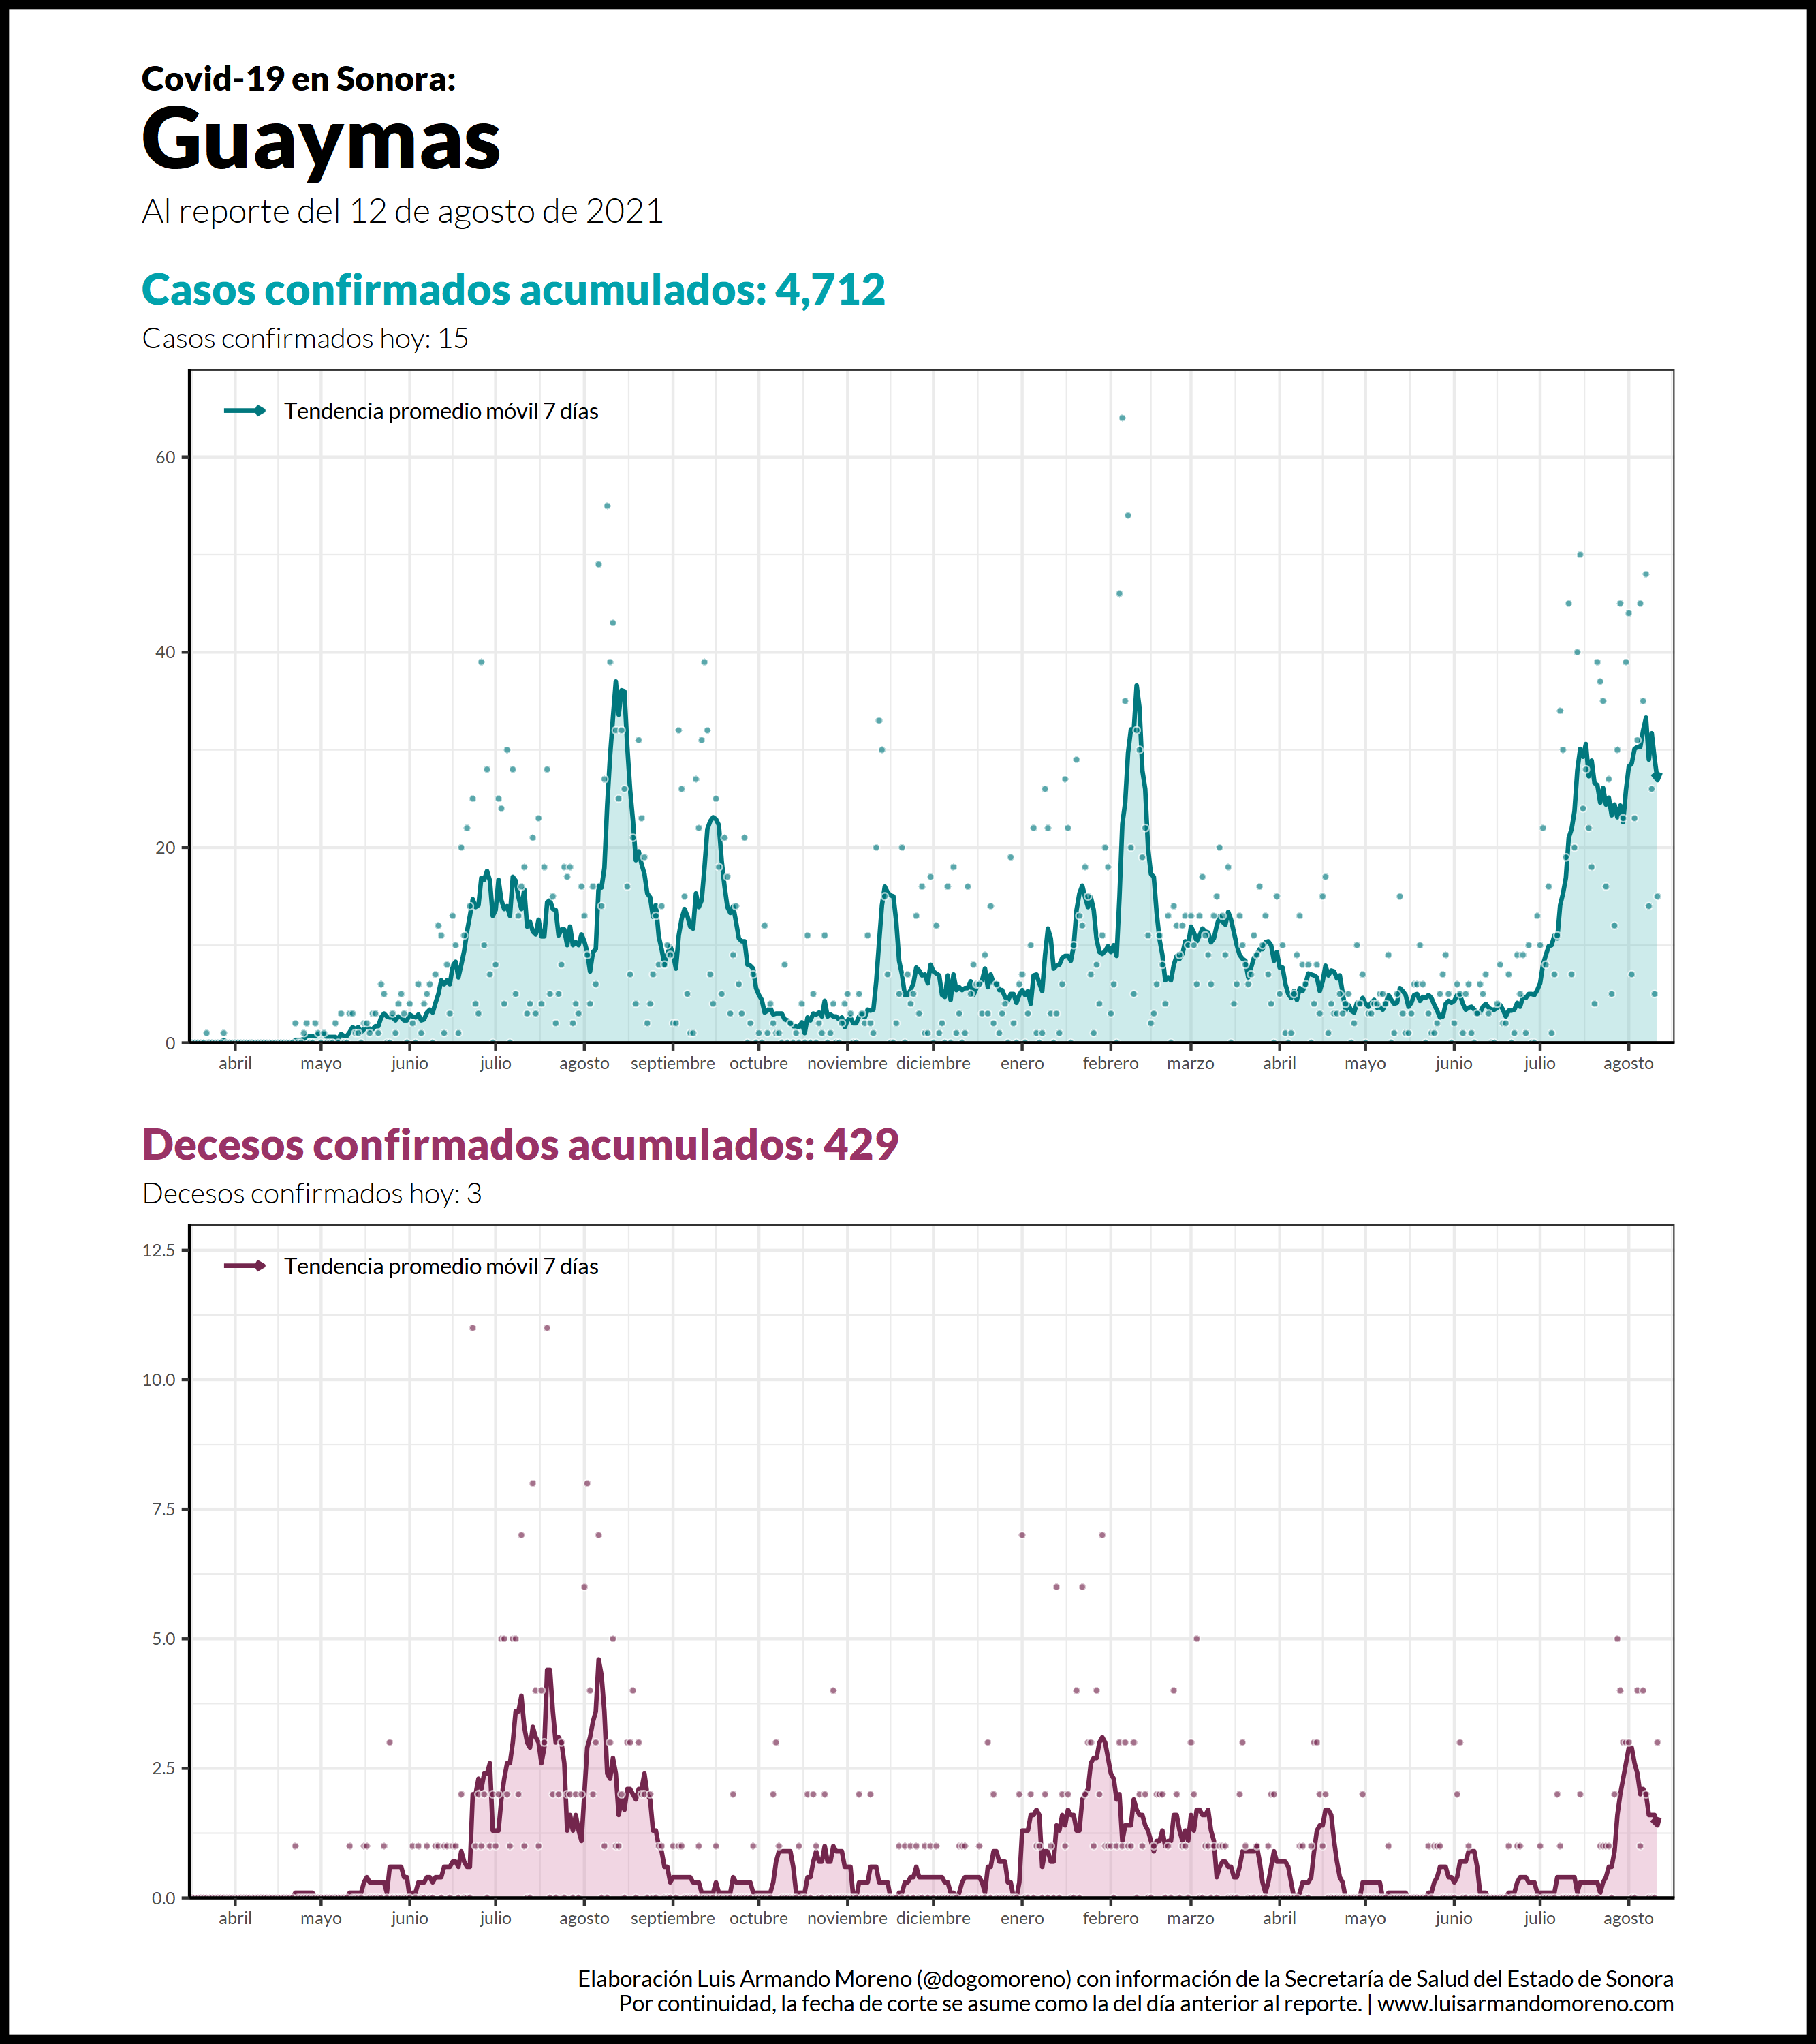 Covid-19 en Sonora:
Guaymas
Al reporte del 12 de agosto de 2021
Casos confirmados acumulados: 4,712
Casos confirmados hoy: 15
Tendencia promedio móvil 7 días
60
40
20
0
abril mayo junio julio agosto septiembre octubre noviembre diciembre enero febrero marzo abril mayo junio julio agosto
Decesos confirmados acumulados: 429
Decesos confirmados hoy: 3
12.5
Tendencia promedio móvil 7 días
10.0
7.5
5.0
2.5
0.0
abril mayo junio julio agosto septiembre octubre noviembre diciembre enero febrero marzo abril mayo junio julio agosto
Elaboración Luis Armando Moreno (@dogomoreno) con información de la Secretaría de Salud del Estado de Sonora
Por continuidad, la fecha de corte se asume como la del día anterior al reporte. | www.luisarmandomoreno.com